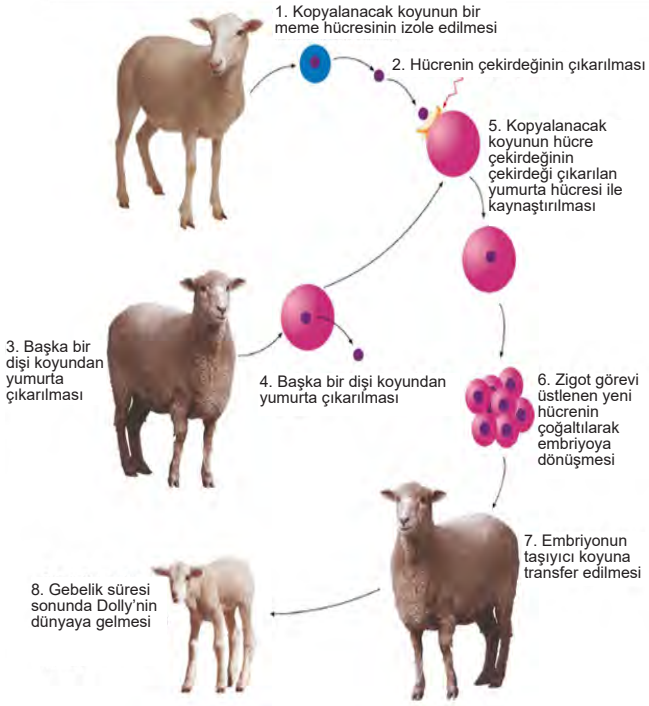 1. Kopyalanacak koyunun bir
meme hücresinin izole edilmesi
2. Hücrenin çekirdeğinin çıkarılması
5. Kopyalanacak
koyunun hücre
çekirdeğinin
çekirdeği çıkarılan
yumurta hücresi ile
kaynaştırılması
3. Başka bir
dişi koyundan
yumurta
çıkarılması
4. Başka bir dişi koyundan
yumurta çıkarılması
6. Zigot görevi
üstlenen yeni
hücrenin
çoğaltılarak
embriyoya
dönüşmesi
7. Embriyonun
taşıyıcı koyuna
transfer edilmesi
8. Gebelik süresi
sonunda Dolly’nin
dünyaya gelmesi